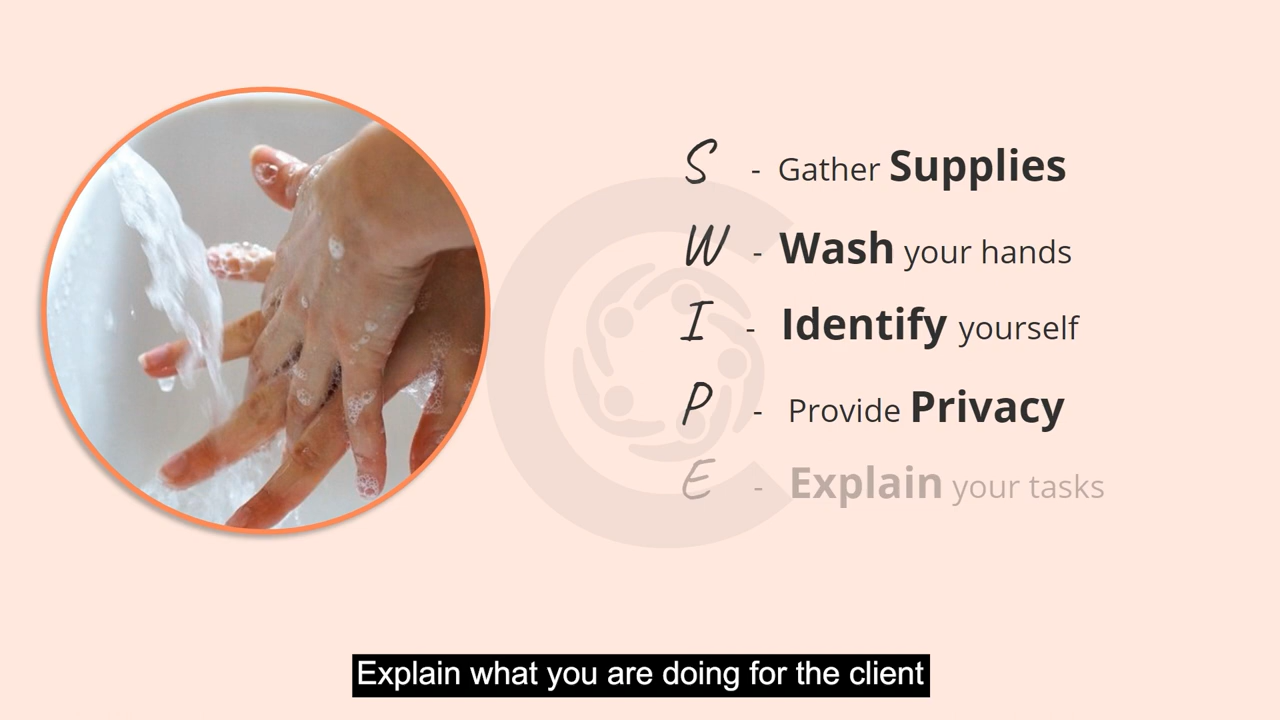 S - Gather Supplies
W - Wash your hands
I - Identify yourself
P - Provide Privacy
E - Explain your tasks
Explain what you are doing for the client